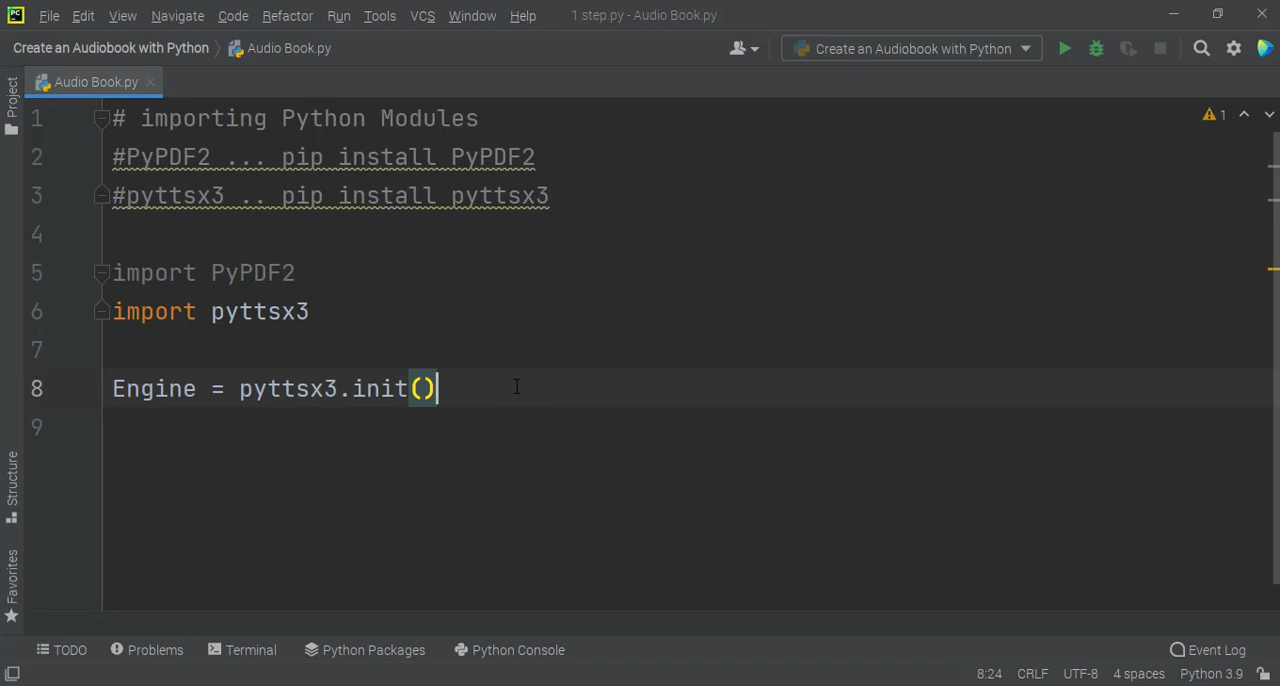 PC File Edit View Navigate Code Refactor Run Tools VCS Window Help 1 step.py - Audio Book.py
Create an Audiobook with Python Audio Book.py Create an Audiobook with Python
Project
Audio Book.py
1 # importing Python Modules
1
2 #PyPDF2 ... pip install PyPDF2
3 #pyttsx3 .. pip install pyttsx3
4
5 import PyPDF2
6 import pyttsx3
7
8 Engine = pyttsx3.init()
9
Structure
Favorites
TODO Problems Terminal Python Packages Python Console Event Log
8:24 CRLF UTF-8 4 spaces Python 3.9